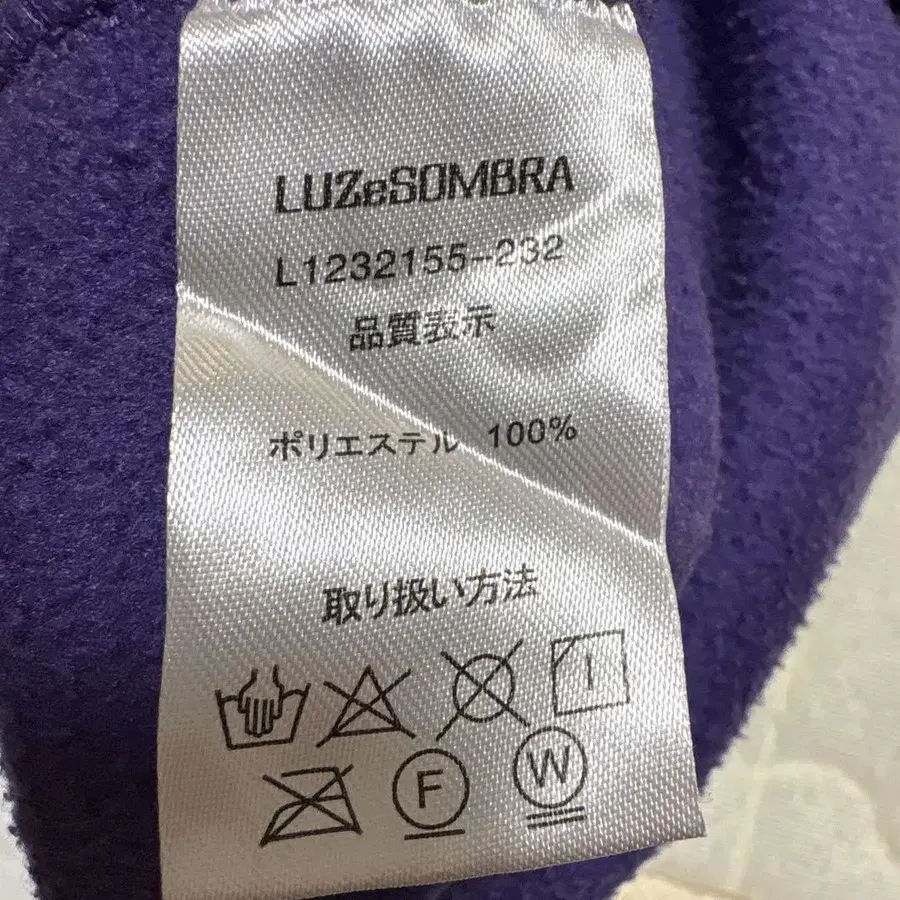 LUZeSOMBRA
L1232155-232
品質表示
ポリエステル 100%
取り扱い方法
F W